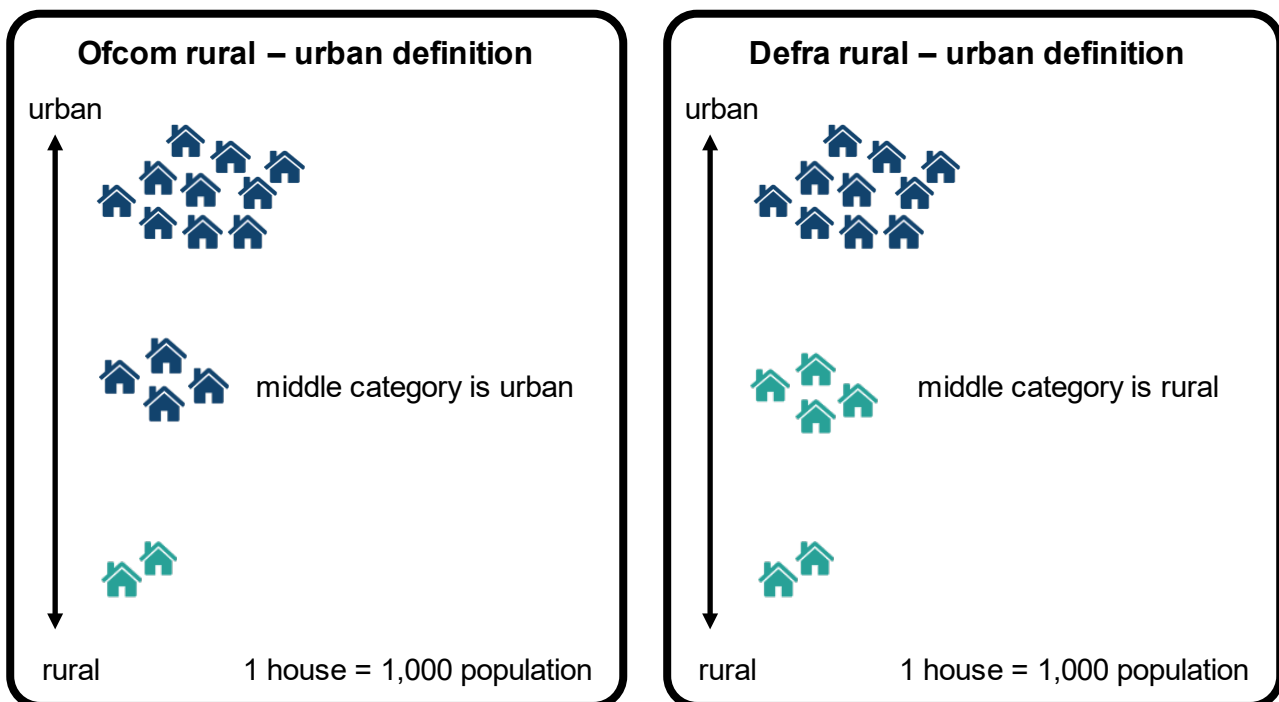 Ofcom rural – urban definition
urban
middle category is urban
rural
1 house = 1,000 population
Defra rural – urban definition
urban
middle category is rural
rural
1 house = 1,000 population